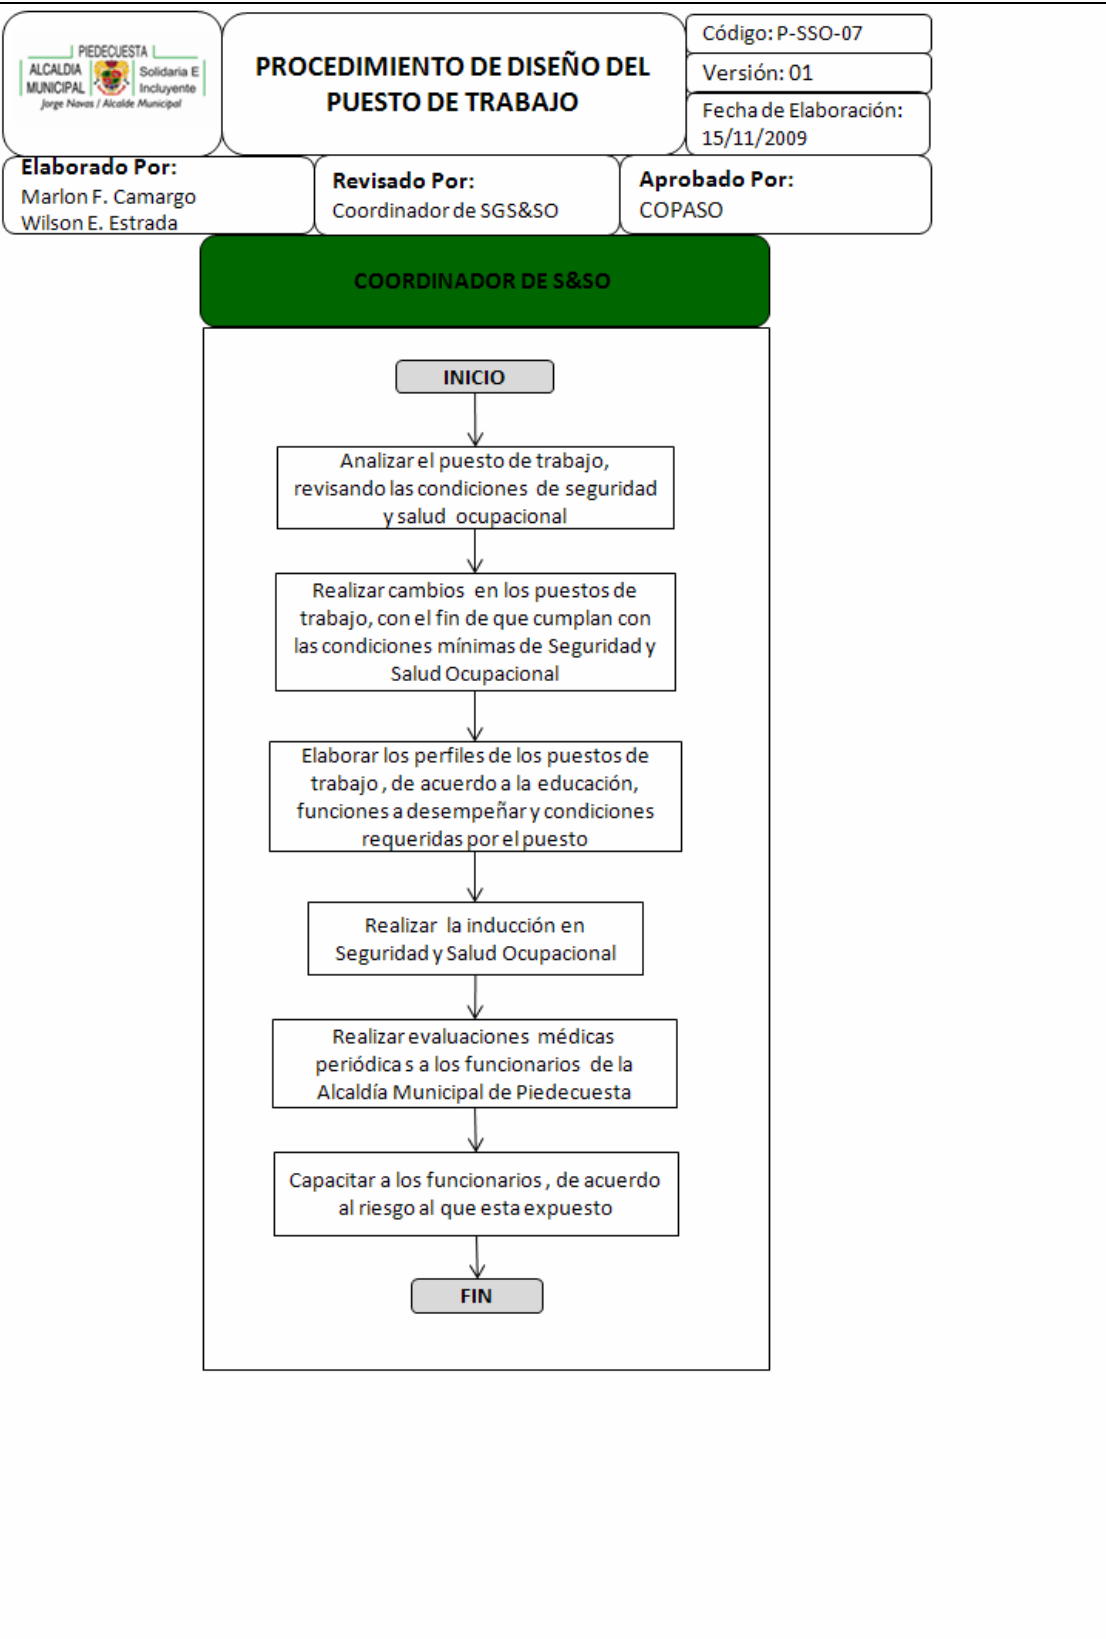 PIEDECUESTA
ALCALDIA
MUNICIPAL
Solidaria E
Incluyente
Jorge Navas / Alcalde Municipal
PROCEDIMIENTO DE DISEÑO DEL
PUESTO DE TRABAJO
Código: P-SSO-07
Versión: 01
Fecha de Elaboración:
15/11/2009
Elaborado Por:
Marlon F. Camargo
Wilson E. Estrada
Revisado Por:
Coordinador de SGS&SO
Aprobado Por:
COPASO
COORDINADOR DE S&SO
INICIO
Analizar el puesto de trabajo,
revisando las condiciones de seguridad
y salud ocupacional
Realizar cambios en los puestos de
trabajo, con el fin de que cumplan con
las condiciones mínimas de Seguridad y
Salud Ocupacional
Elaborar los perfiles de los puestos de
trabajo , de acuerdo a la educación,
funciones a desempeñar y condiciones
requeridas por el puesto
Realizar la inducción en
Seguridad y Salud Ocupacional
Realizar evaluaciones médicas
periódicas a los funcionarios de la
Alcaldía Municipal de Piedecuesta
Capacitar a los funcionarios , de acuerdo
al riesgo al que esta expuesto
FIN